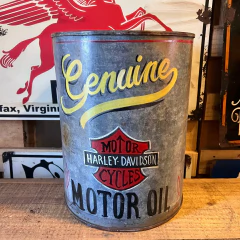 fax, Virgin
Genuine
MOTOR
HARLEY-DAVIDSON
CYCLES
MOTOR OIL